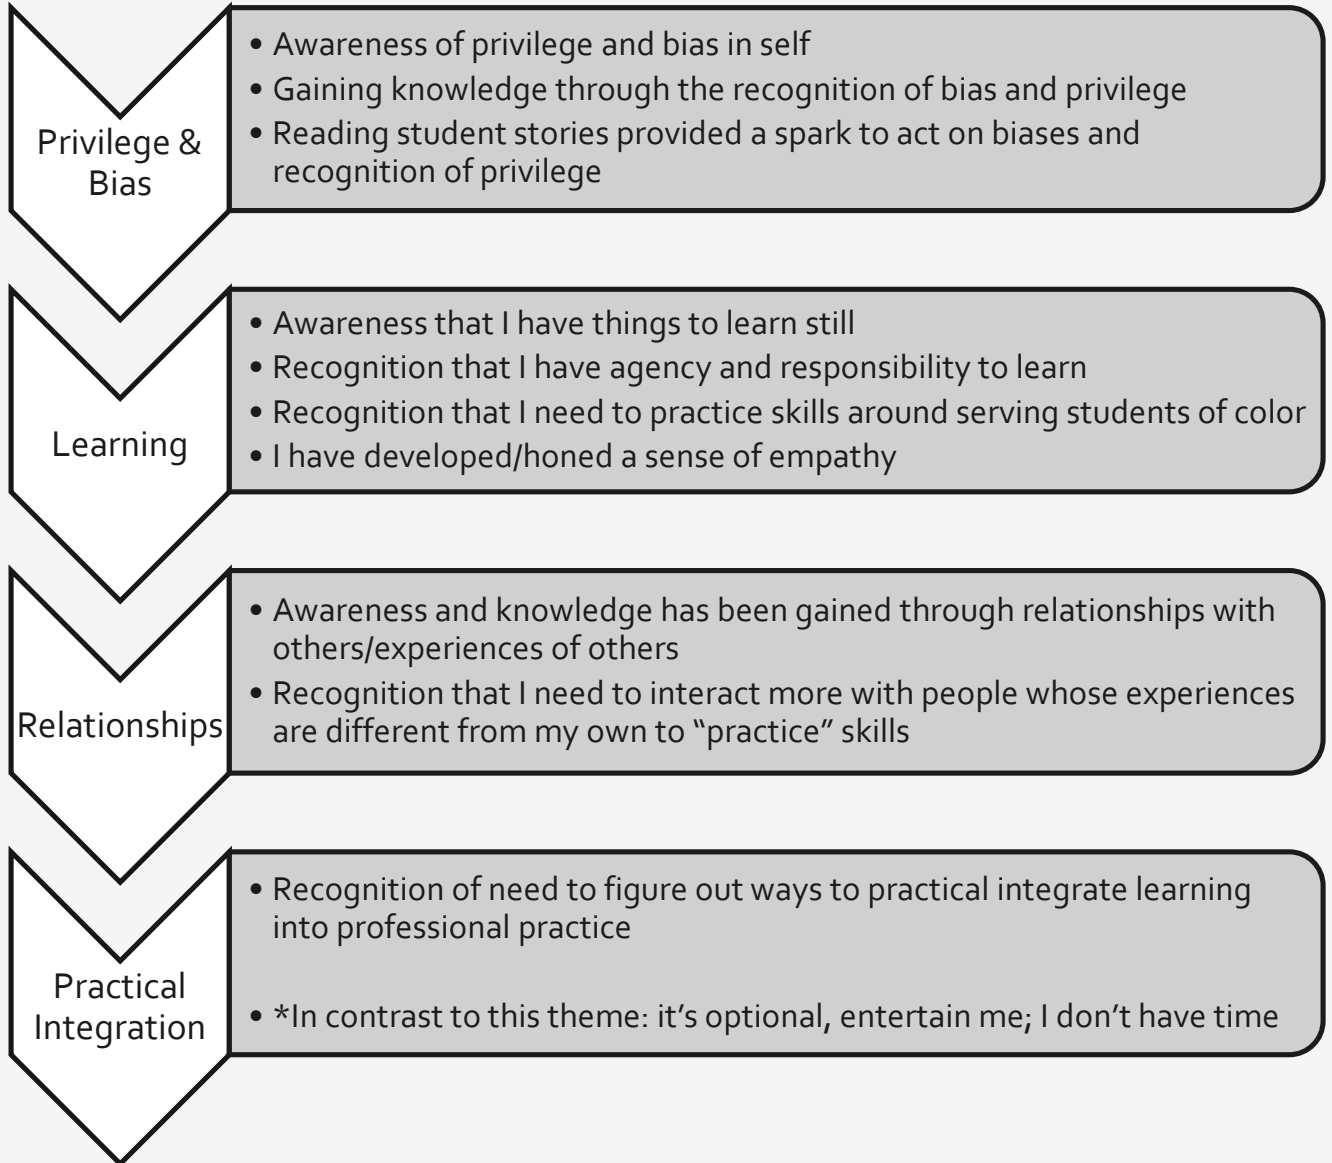 Privilege &
Bias
• Awareness of privilege and bias in self
• Gaining knowledge through the recognition of bias and privilege
• Reading student stories provided a spark to act on biases and
recognition of privilege
Learning
• Awareness that I have things to learn still
• Recognition that I have agency and responsibility to learn
• Recognition that I need to practice skills around serving students of color
• I have developed/honed a sense of empathy
Relationships
• Awareness and knowledge has been gained through relationships with
others/experiences of others
• Recognition that I need to interact more with people whose experiences
are different from my own to “practice” skills
Practical
Integration
• Recognition of need to figure out ways to practical integrate learning
into professional practice
• *In contrast to this theme: it’s optional, entertain me; I don’t have time